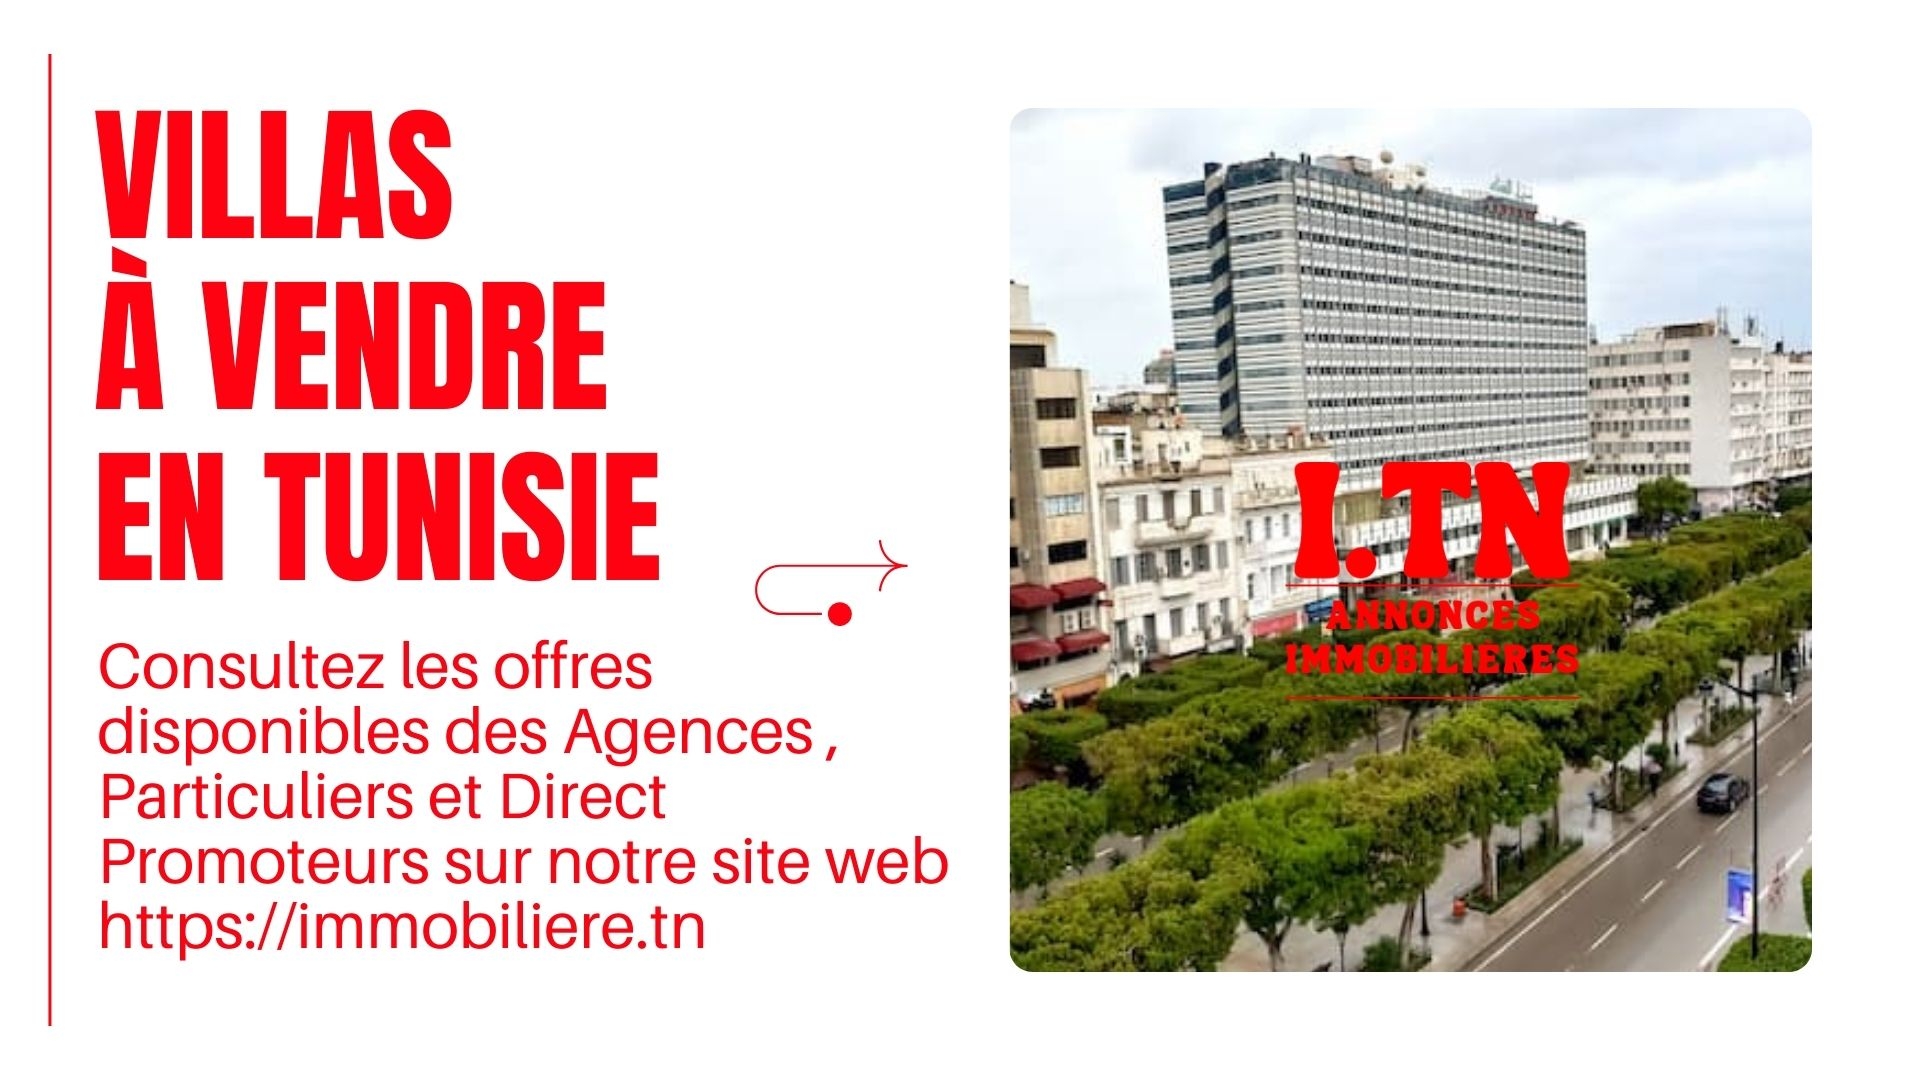 VILLAS
À VENDRE
EN TUNISIE
Consultez les offres
disponibles des Agences ,
Particuliers et Direct
Promoteurs sur notre site web
https://immobiliere.tn
I.TN
ANNONCES
IMMOBILIÈRES